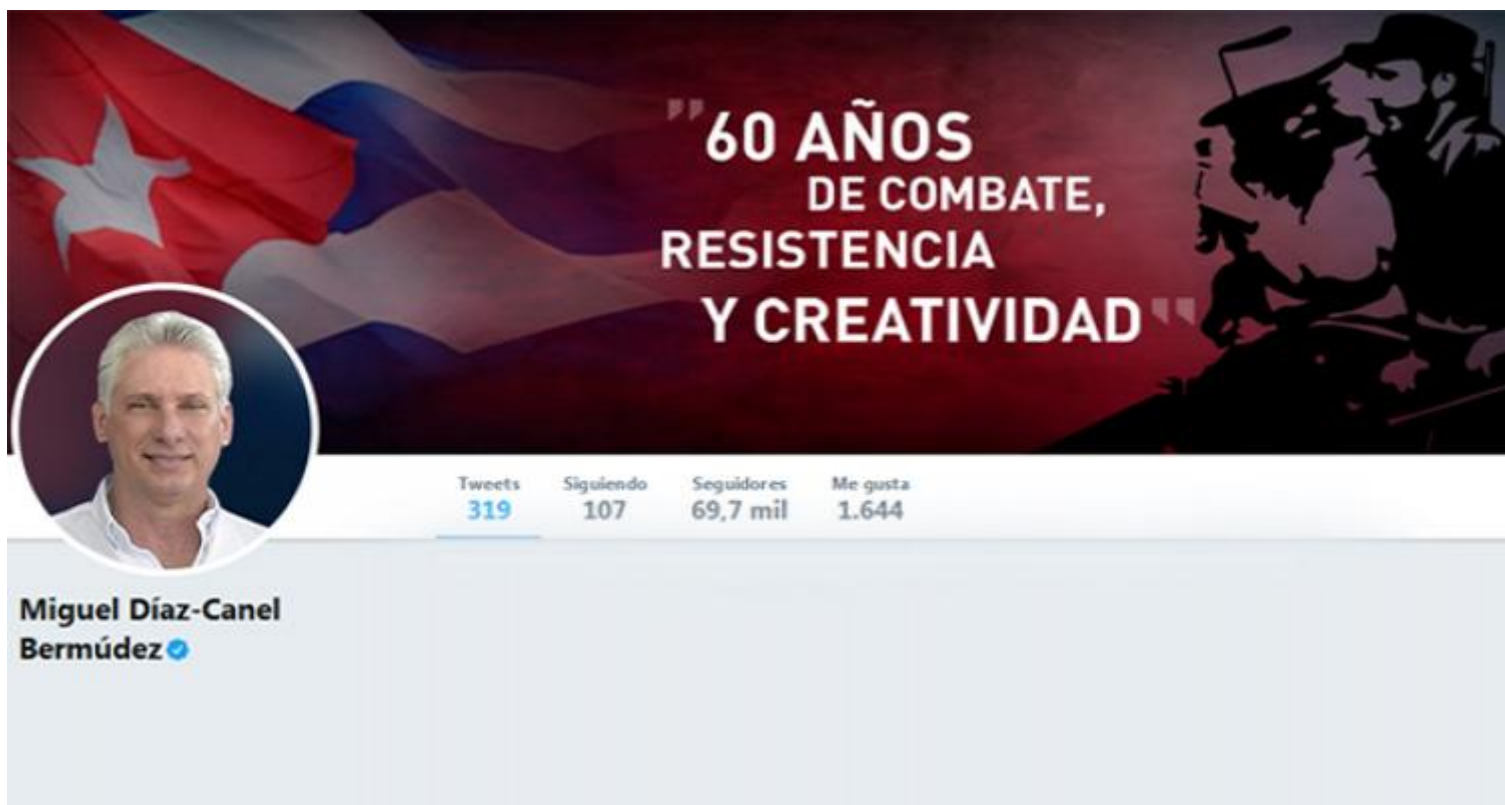 "60 AÑOS
DE COMBATE,
RESISTENCIA
Y CREATIVIDAD"
Tweets Siguiendo Seguidores Me gusta
319 107 69,7 mil 1.644
Miguel Díaz-Canel
Bermúdez